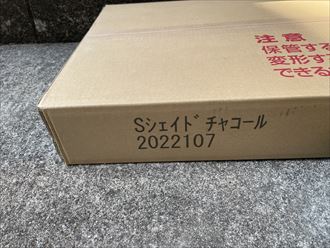 注意
保管する
変形す
できる
Sシェイド チャコール
2022107